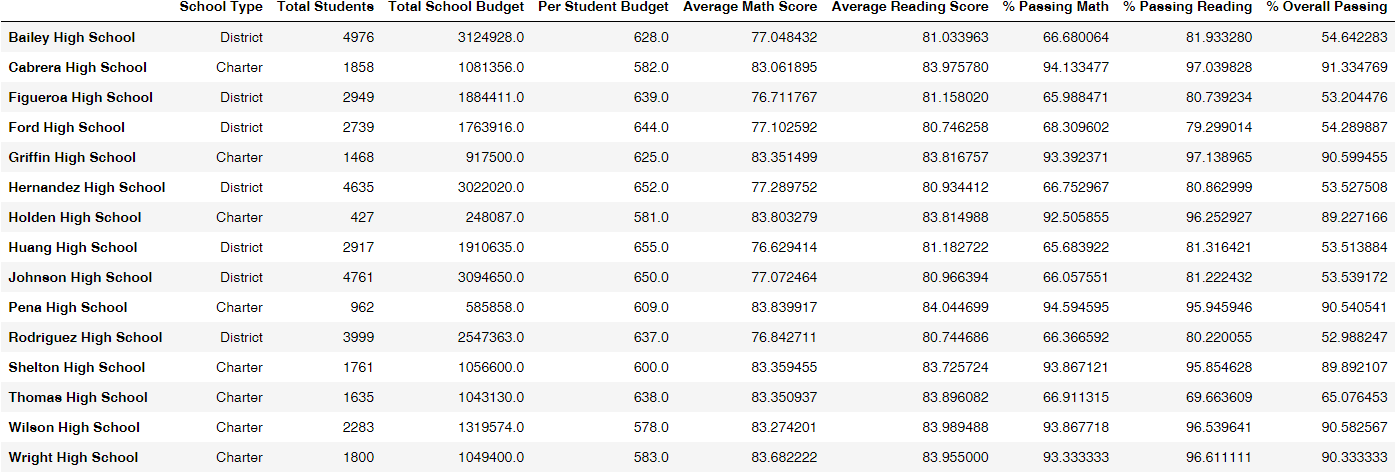 School Type Total Students Total School Budget Per Student Budget Average Math Score Average Reading Score % Passing Math % Passing Reading % Overall Passing
Bailey High School District 4976 3124928.0 628.0 77.048432 81.033963 66.680064 81.933280 54.642283
Cabrera High School Charter 1858 1081356.0 582.0 83.061895 83.975780 94.133477 97.039828 91.334769
Figueroa High School District 2949 1884411.0 639.0 76.711767 81.158020 65.988471 80.739234 53.204476
Ford High School District 2739 1763916.0 644.0 77.102592 80.746258 68.309602 79.299014 54.289887
Griffin High School Charter 1468 917500.0 625.0 83.351499 83.816757 93.392371 97.138965 90.599455
Hernandez High School District 4635 3022020.0 652.0 77.289752 80.934412 66.752967 80.862999 53.527508
Holden High School Charter 427 248087.0 581.0 83.803279 83.814988 92.505855 96.252927 89.227166
Huang High School District 2917 1910635.0 655.0 76.629414 81.182722 65.683922 81.316421 53.513884
Johnson High School District 4761 3094650.0 650.0 77.072464 80.966394 66.057551 81.222432 53.539172
Pena High School Charter 962 585858.0 609.0 83.839917 84.044699 94.594595 95.945946 90.540541
Rodriguez High School District 3999 2547363.0 637.0 76.842711 80.744686 66.366592 80.220055 52.988247
Shelton High School Charter 1761 1056600.0 600.0 83.359455 83.725724 93.867121 95.854628 89.892107
Thomas High School Charter 1635 1043130.0 638.0 83.350937 83.896082 66.911315 69.663609 65.076453
Wilson High School Charter 2283 1319574.0 578.0 83.274201 83.989488 93.867718 96.539641 90.582567
Wright High School Charter 1800 1049400.0 583.0 83.682222 83.955000 93.333333 96.611111 90.333333